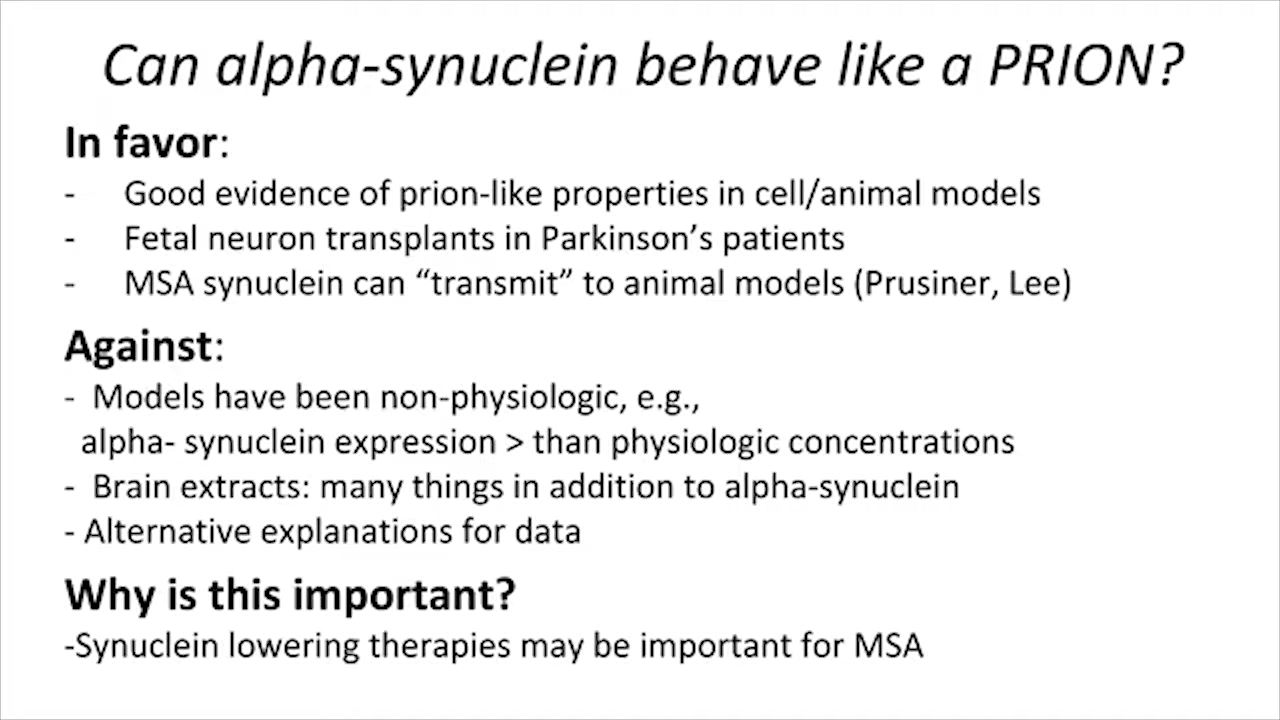 Can alpha-synuclein behave like a PRION?
In favor:
- Good evidence of prion-like properties in cell/animal models
- Fetal neuron transplants in Parkinson’s patients
- MSA synuclein can “transmit” to animal models (Prusiner, Lee)
Against:
- Models have been non-physiologic, e.g.,
alpha- synuclein expression > than physiologic concentrations
- Brain extracts: many things in addition to alpha-synuclein
- Alternative explanations for data
Why is this important?
-Synuclein lowering therapies may be important for MSA